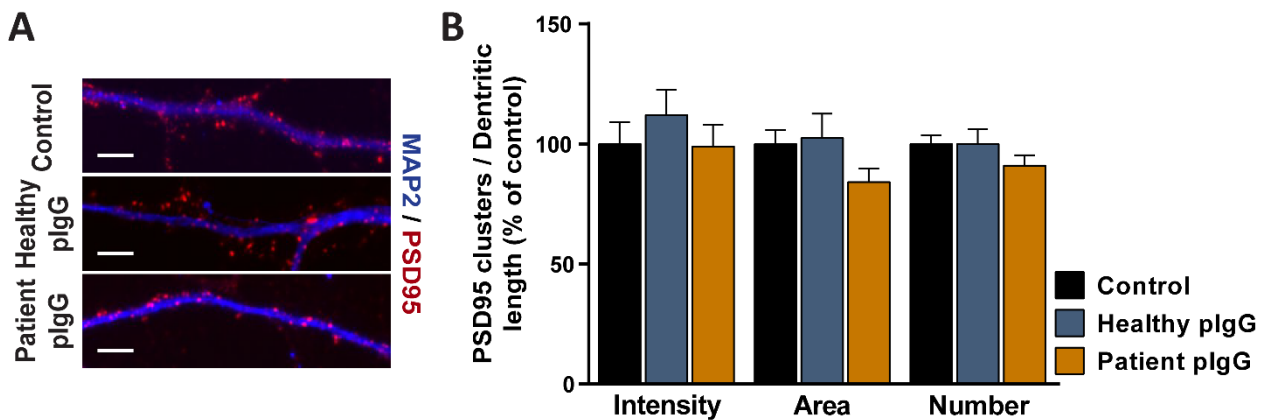 A
Control
Healthy
pIgG
Patient
pIgG
MAP2 / PSD95
B
PSD95 clusters / Dentritic
length (% of control)
150
100
50
0
Intensity
Area
Number
Control
Healthy pIgG
Patient pIgG